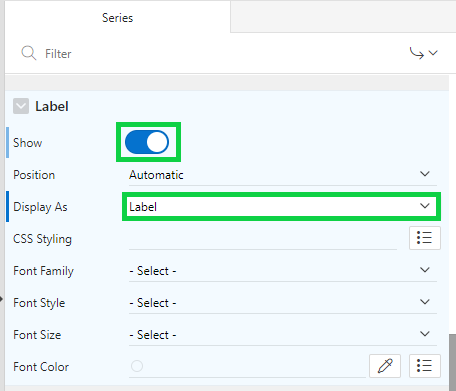 Series
Filter
Label
Show
Position Automatic
Display As Label
CSS Styling
Font Family - Select -
Font Style - Select -
Font Size - Select -
Font Color